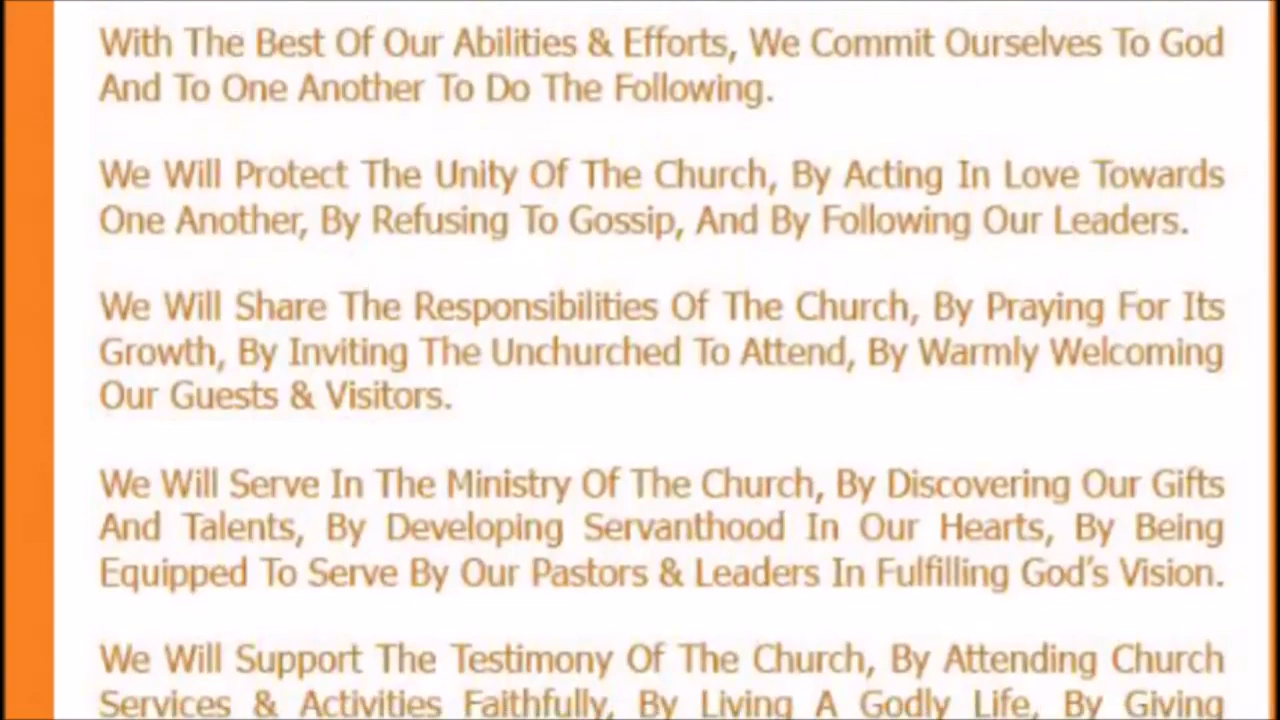 With The Best Of Our Abilities & Efforts, We Commit Ourselves To God
And To One Another To Do The Following.
We Will Protect The Unity Of The Church, By Acting In Love Towards
One Another, By Refusing To Gossip, And By Following Our Leaders.
We Will Share The Responsibilities Of The Church, By Praying For Its
Growth, By Inviting The Unchurched To Attend, By Warmly Welcoming
Our Guests & Visitors.
We Will Serve In The Ministry Of The Church, By Discovering Our Gifts
And Talents, By Developing Servanthood In Our Hearts, By Being
Equipped To Serve By Our Pastors & Leaders In Fulfilling God's Vision.
We Will Support The Testimony Of The Church, By Attending Church
Services & Activities Faithfully, By Living A Godly Life, By Giving